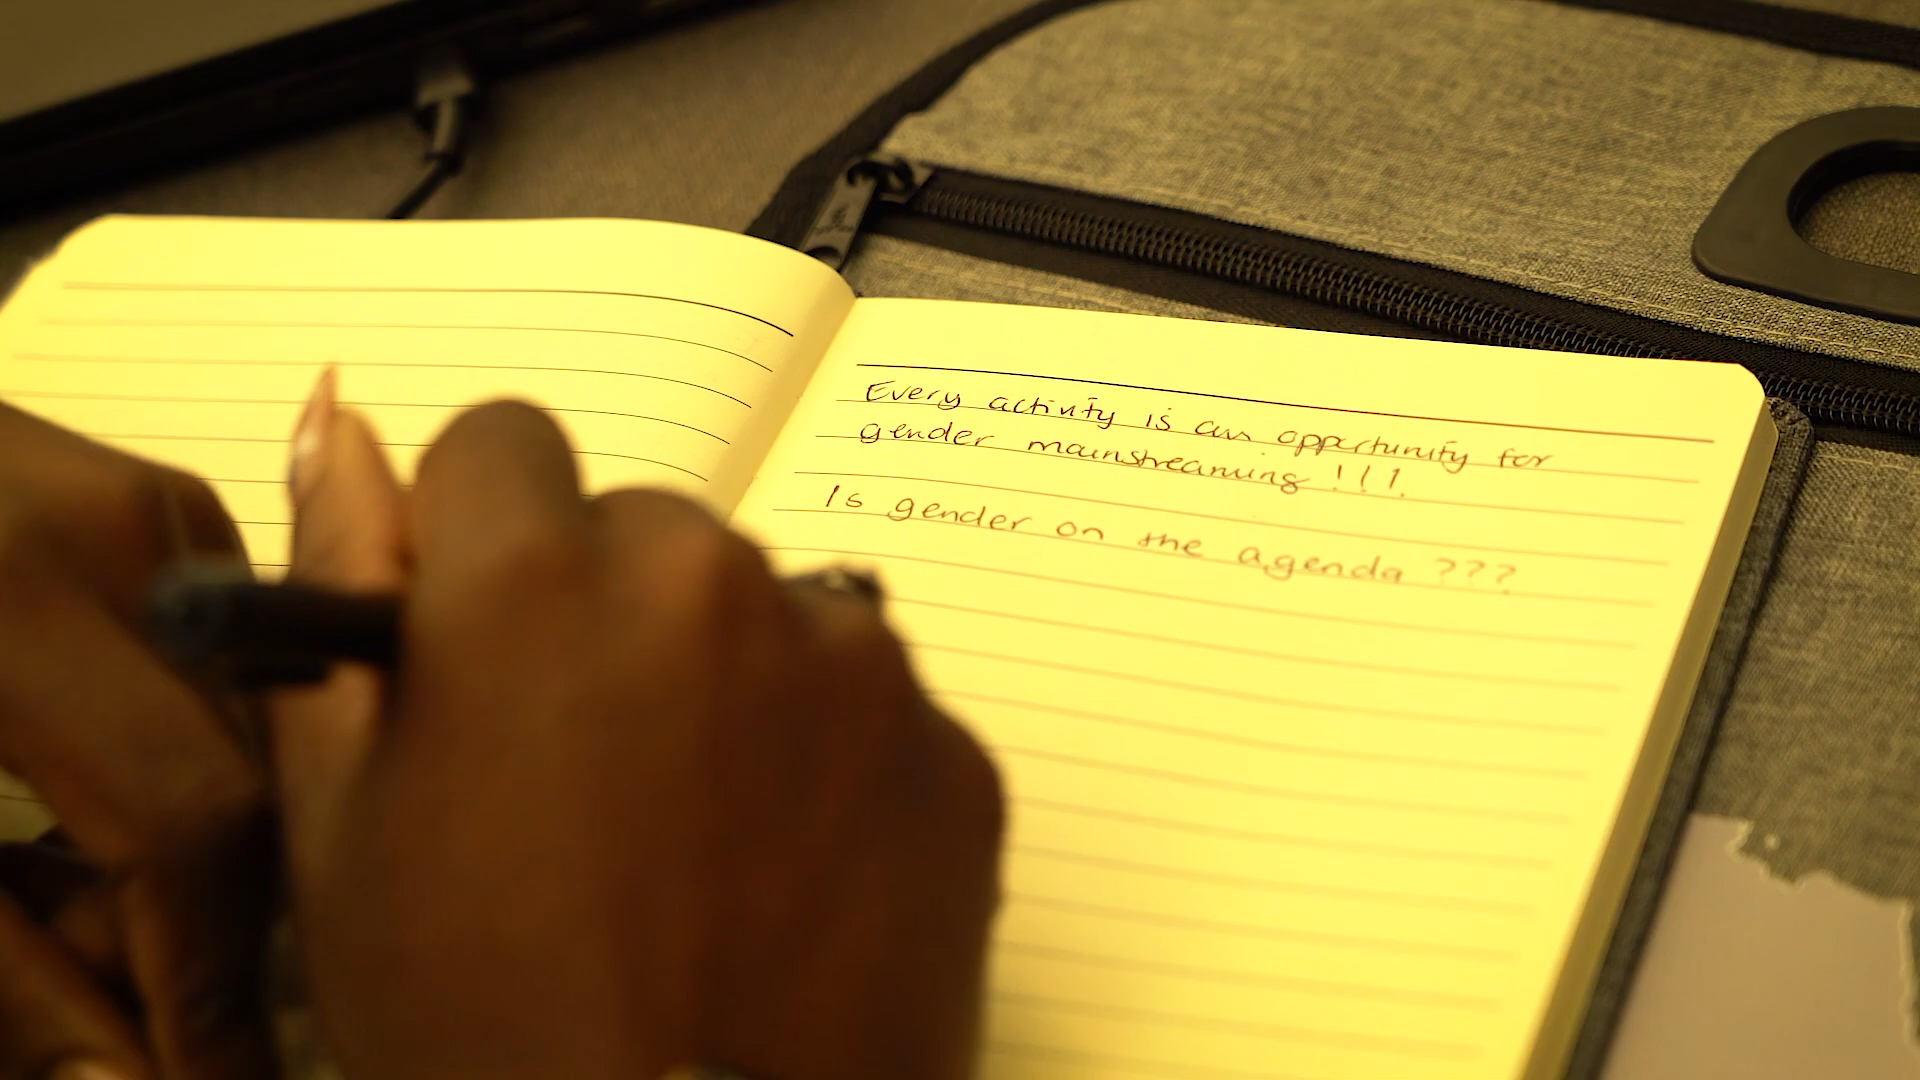 Every activity is an opportunity for
gender mainstreaming !!!
Is gender on the agenda ???